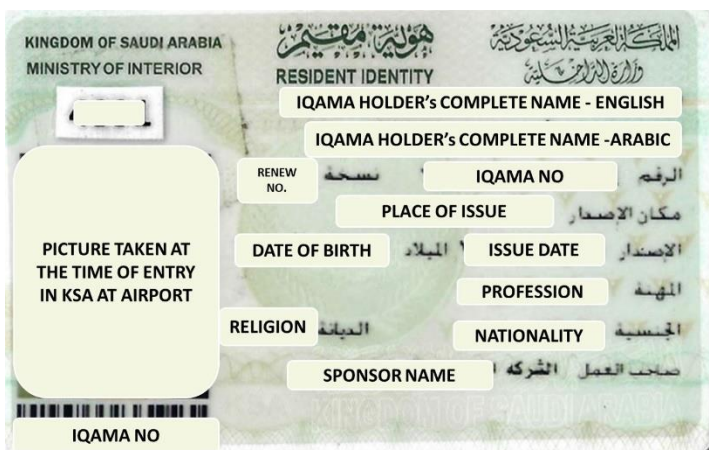 KINGDOM OF SAUDI ARABIA
MINISTRY OF INTERIOR
هوية مقيم
RESIDENT IDENTITY
المملكة العربية السعودية
وزارة الداخلية
IQAMA HOLDER's COMPLETE NAME - ENGLISH
IQAMA HOLDER's COMPLETE NAME -ARABIC
الرقم IQAMA NO نسخة RENEW NO.
مكان الإصدار PLACE OF ISSUE
الإصدار ISSUE DATE الميلاد DATE OF BIRTH
المهنة PROFESSION
الجنسية NATIONALITY الديانة RELIGION
صاحب العمل الشركه SPONSOR NAME
PICTURE TAKEN AT
THE TIME OF ENTRY
IN KSA AT AIRPORT
IQAMA NO
KINGDOM OF SAUDI ARABIA